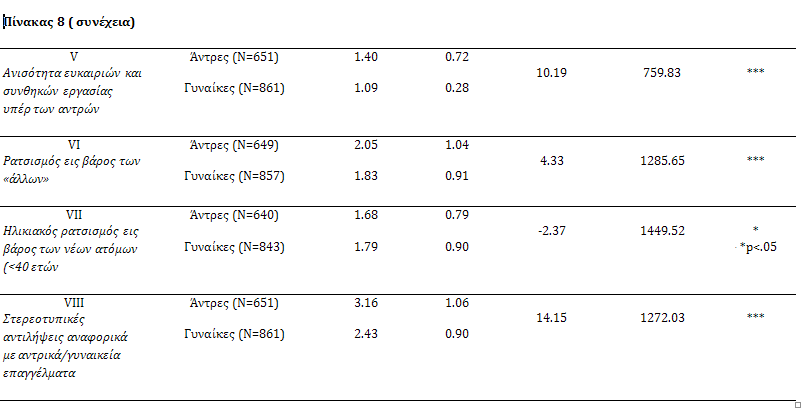 Πίνακας 8 ( συνέχεια)
V Άντρες (N=651) 1.40 0.72
Ανισότητα ευκαιριών και 10.19 759.83 ***
συνθηκών εργασίας Γυναίκες (N=861) 1.09 0.28
υπέρ των αντρών
VI Άντρες (N=649) 2.05 1.04
Ρατσισμός εις βάρος των 4.33 1285.65 ***
«άλλων» Γυναίκες (N=857) 1.83 0.91
VII Άντρες (N=640) 1.68 0.79
Ηλικιακός ρατσισμός εις -2.37 1449.52 *
βάρος των νέων ατόμων Γυναίκες (N=843) 1.79 0.90 *p<.05
(<40 ετών
VIII Άντρες (N=651) 3.16 1.06
Στερεοτυπικές 14.15 1272.03 ***
αντιλήψεις αναφορικά Γυναίκες (N=861) 2.43 0.90
με αντρικά/γυναικεία
επαγγέλματα